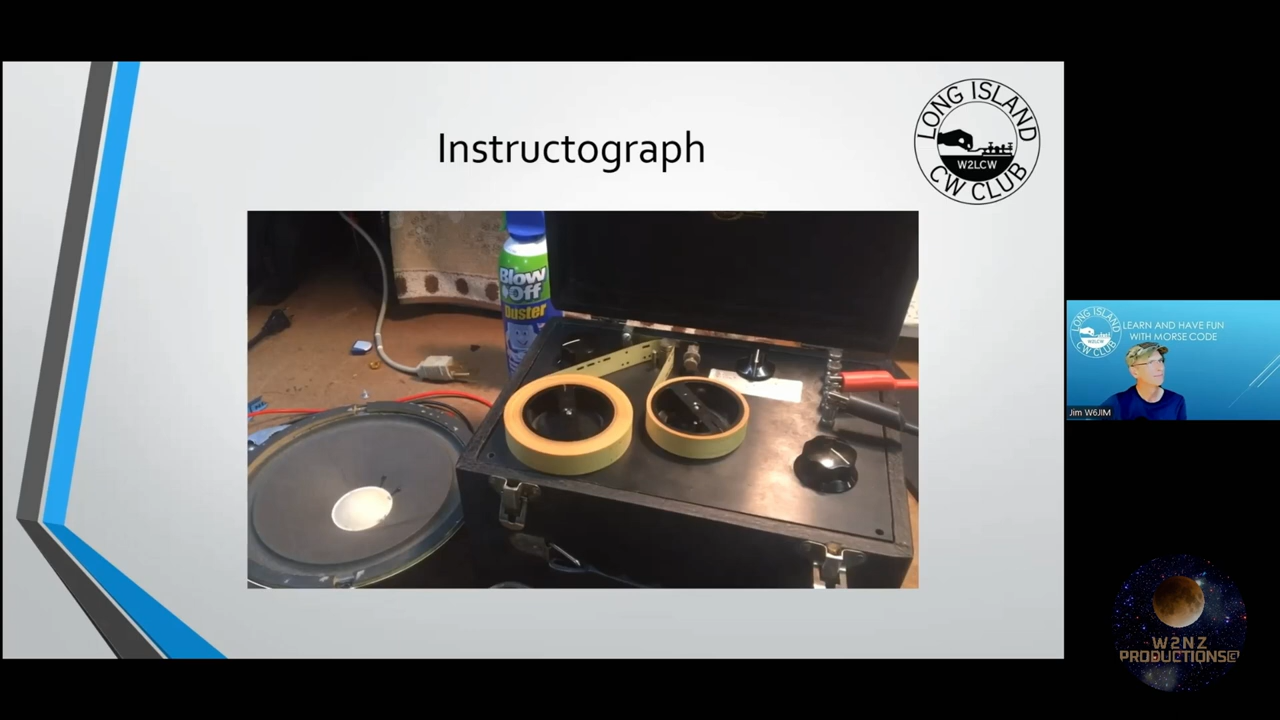 Instructograph
LONG ISLAND
W2LCW
CW CLUB
Blow
Off
Duster
LONG ISLAND
CW CLUB
LEARN AND HAVE FUN
WITH MORSE CODE
Jim W6JIM
W2NZ
PRODUCTIONS©